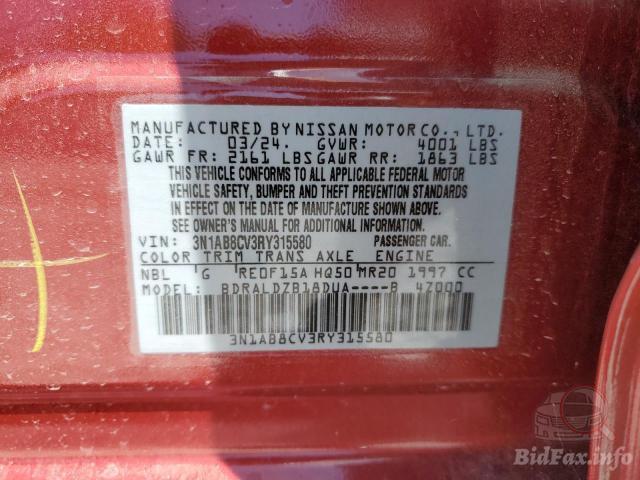 MANUFACTURED BY NISSAN MOTOR CO., LTD.
DATE: 03/24. GVWR: 4001 LBS
GAWR FR: 2161 LBS GAWR RR: 1863 LBS
THIS VEHICLE CONFORMS TO ALL APPLICABLE FEDERAL MOTOR
VEHICLE SAFETY, BUMPER AND THEFT PREVENTION STANDARDS
IN EFFECT ON THE DATE OF MANUFACTURE SHOWN ABOVE.
SEE OWNER'S MANUAL FOR ADDITIONAL INFORMATION.
VIN: 3N1AB8CV3RY315580 PASSENGER CAR.
COLOR TRIM TRANS AXLE ENGINE
NBL G RE0F15A HQ50 MR20 1997 CC
MODEL: BDRALDZB18DUA----B 4Z000
3N1AB8CV3RY315580
BidFax.info